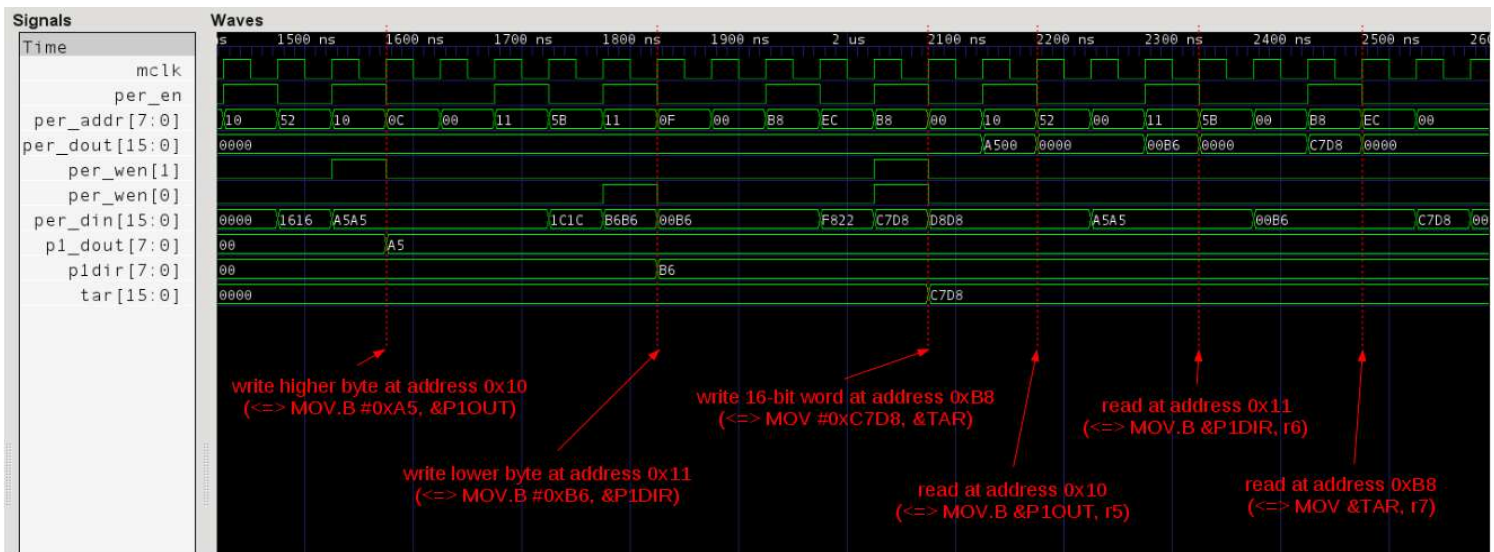 Signals
Waves
Time
s 1500 ns 1600 ns 1700 ns 1800 ns 1900 ns 2 us 2100 ns 2200 ns 2300 ns 2400 ns 2500 ns 260
mclk
per_en
per_addr[7:0] 10 52 10 0C 00 11 5B 11 0F 00 B8 EC B8 00 10 52 00 11 5B 00 B8 EC 00
per_dout[15:0] 0000 A500 0000 00B6 0000 C7D8 0000
per_wen[1]
per_wen[0]
per_din[15:0] 0000 1616 A5A5 1C1C B6B6 00B6 F822 C7D8 D8D8 A5A5 00B6 C7D8 00
p1_dout[7:0] 00 A5
p1dir[7:0] 00 B6
tar[15:0] 0000 C7D8
write higher byte at address 0x10
(<=> MOV.B #0xA5, &P1OUT)
write lower byte at address 0x11
(<=> MOV.B #0xB6, &P1DIR)
write 16-bit word at address 0xB8
(<=> MOV #0xC7D8, &TAR)
read at address 0x10
(<=> MOV.B &P1OUT, r5)
read at address 0x11
(<=> MOV.B &P1DIR, r6)
read at address 0xB8
(<=> MOV &TAR, r7)